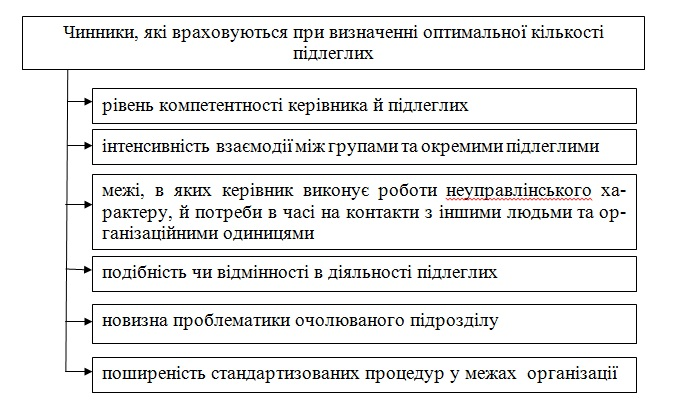 Чинники, які враховуються при визначенні оптимальної кількості
підлеглих
рівень компетентності керівника й підлеглих
інтенсивність взаємодії між групами та окремими підлеглими
межі, в яких керівник виконує роботи неуправлінського ха-
рактеру, й потреби в часі на контакти з іншими людьми та ор-
ганізаційними одиницями
подібність чи відмінності в діяльності підлеглих
новизна проблематики очолюваного підрозділу
поширеність стандартизованих процедур у межах організації